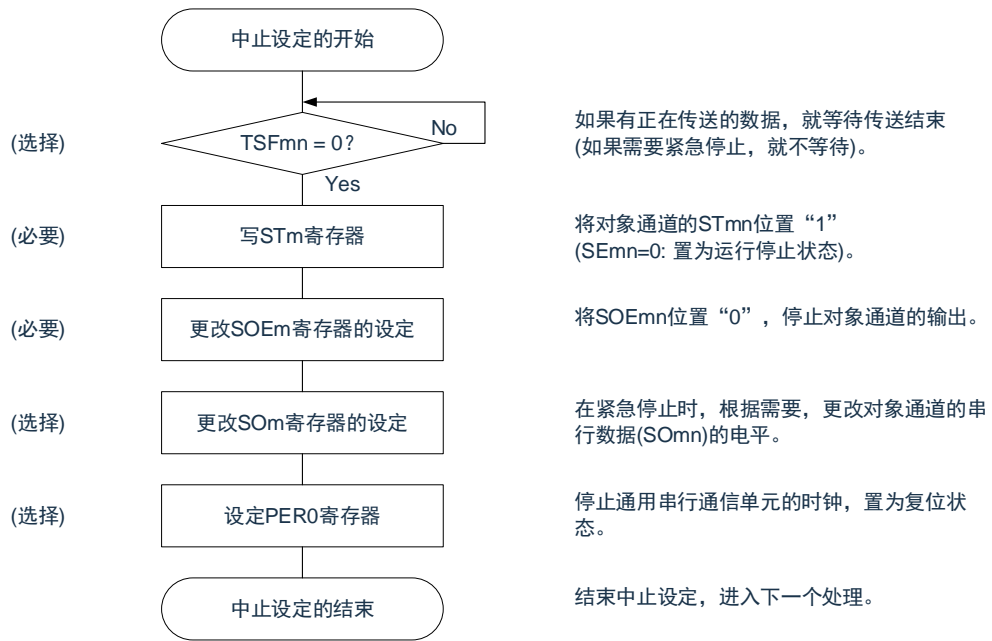 中止设定的开始
(选择)
TSFmn = 0?
No
如果有正在传送的数据，就等待传送结束
(如果需要紧急停止，就不等待)。
Yes
(必要)
写STm寄存器
将对象通道的STmn位置“1”
(SEmn=0: 置为运行停止状态)。
(必要)
更改SOEm寄存器的设定
将SOEmn位置“0”，停止对象通道的输出。
(选择)
更改SOm寄存器的设定
在紧急停止时，根据需要，更改对象通道的串
行数据(SOmn)的电平。
(选择)
设定PER0寄存器
停止通用串行通信单元的时钟，置为复位状
态。
中止设定的结束
结束中止设定，进入下一个处理。